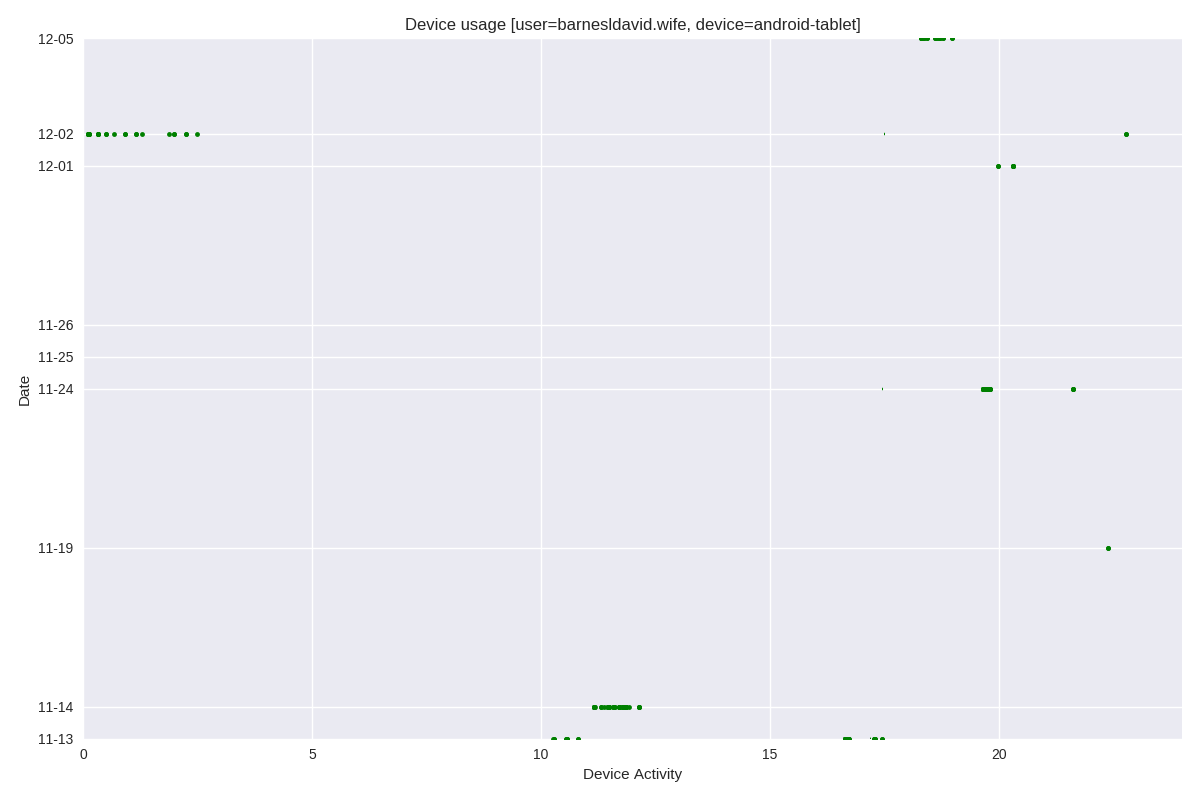 Device usage [user=barnesldavid.wife, device=android-tablet]
12-05
12-02
12-01
11-26
11-25
11-24
Date
11-19
11-14
11-13
0 5 10 15 20
Device Activity